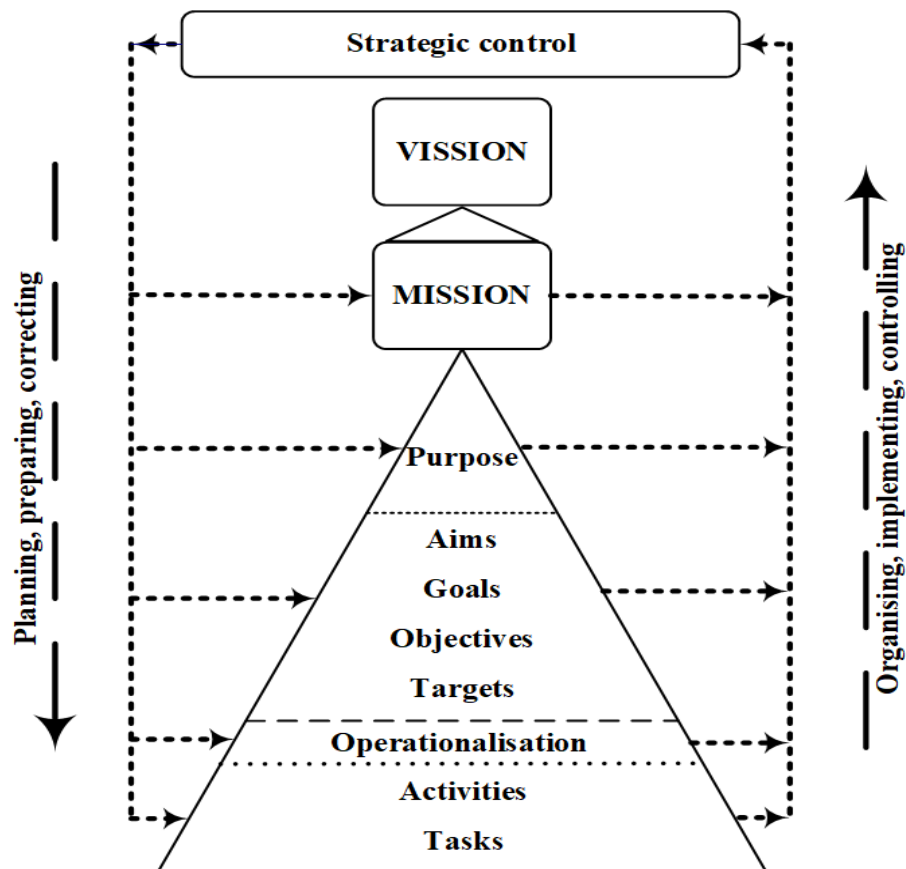 Strategic control
VISSION
MISSION
Planning, preparing, correcting
Organising, implementing, controlling
Purpose
Aims
Goals
Objectives
Targets
Operationalisation
Activities
Tasks